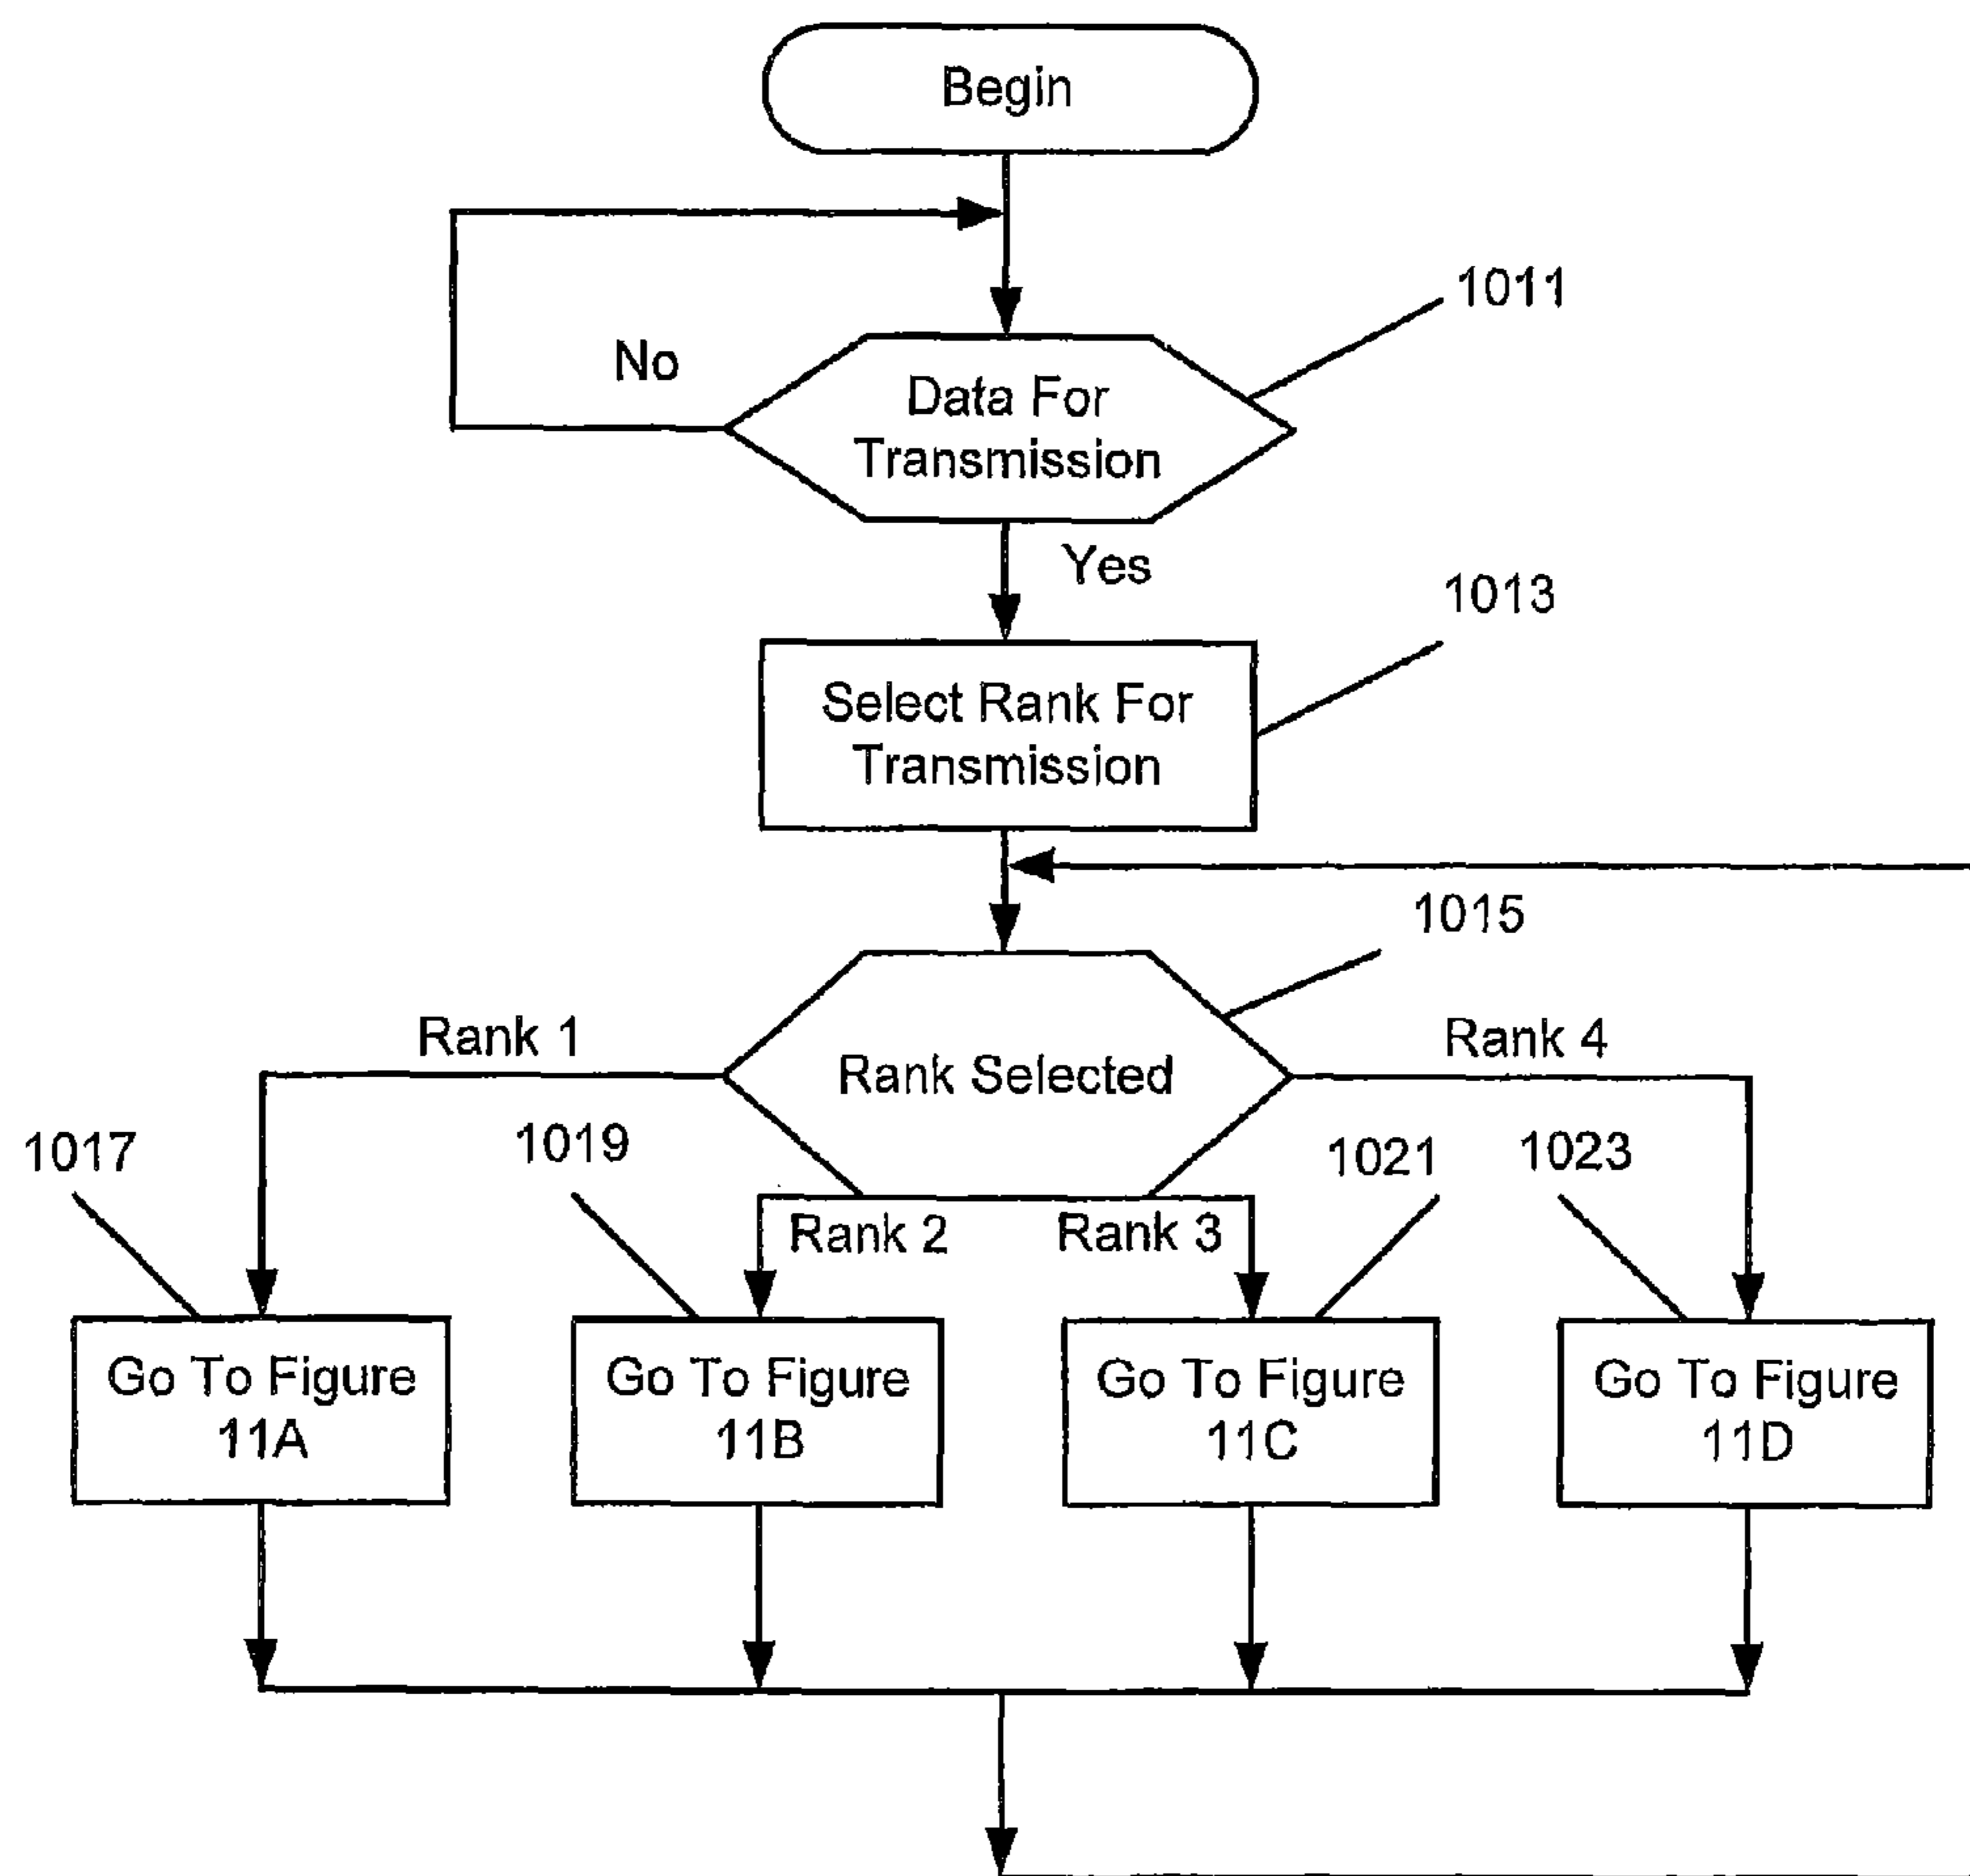 Begin
1011
No
Data For
Transmission
Yes
1013
Select Rank For
Transmission
1015
Rank 1
Rank 4
Rank Selected
1017
1019
1021
1023
Rank 2
Rank 3
Go To Figure
11A
Go To Figure
11B
Go To Figure
11C
Go To Figure
11D